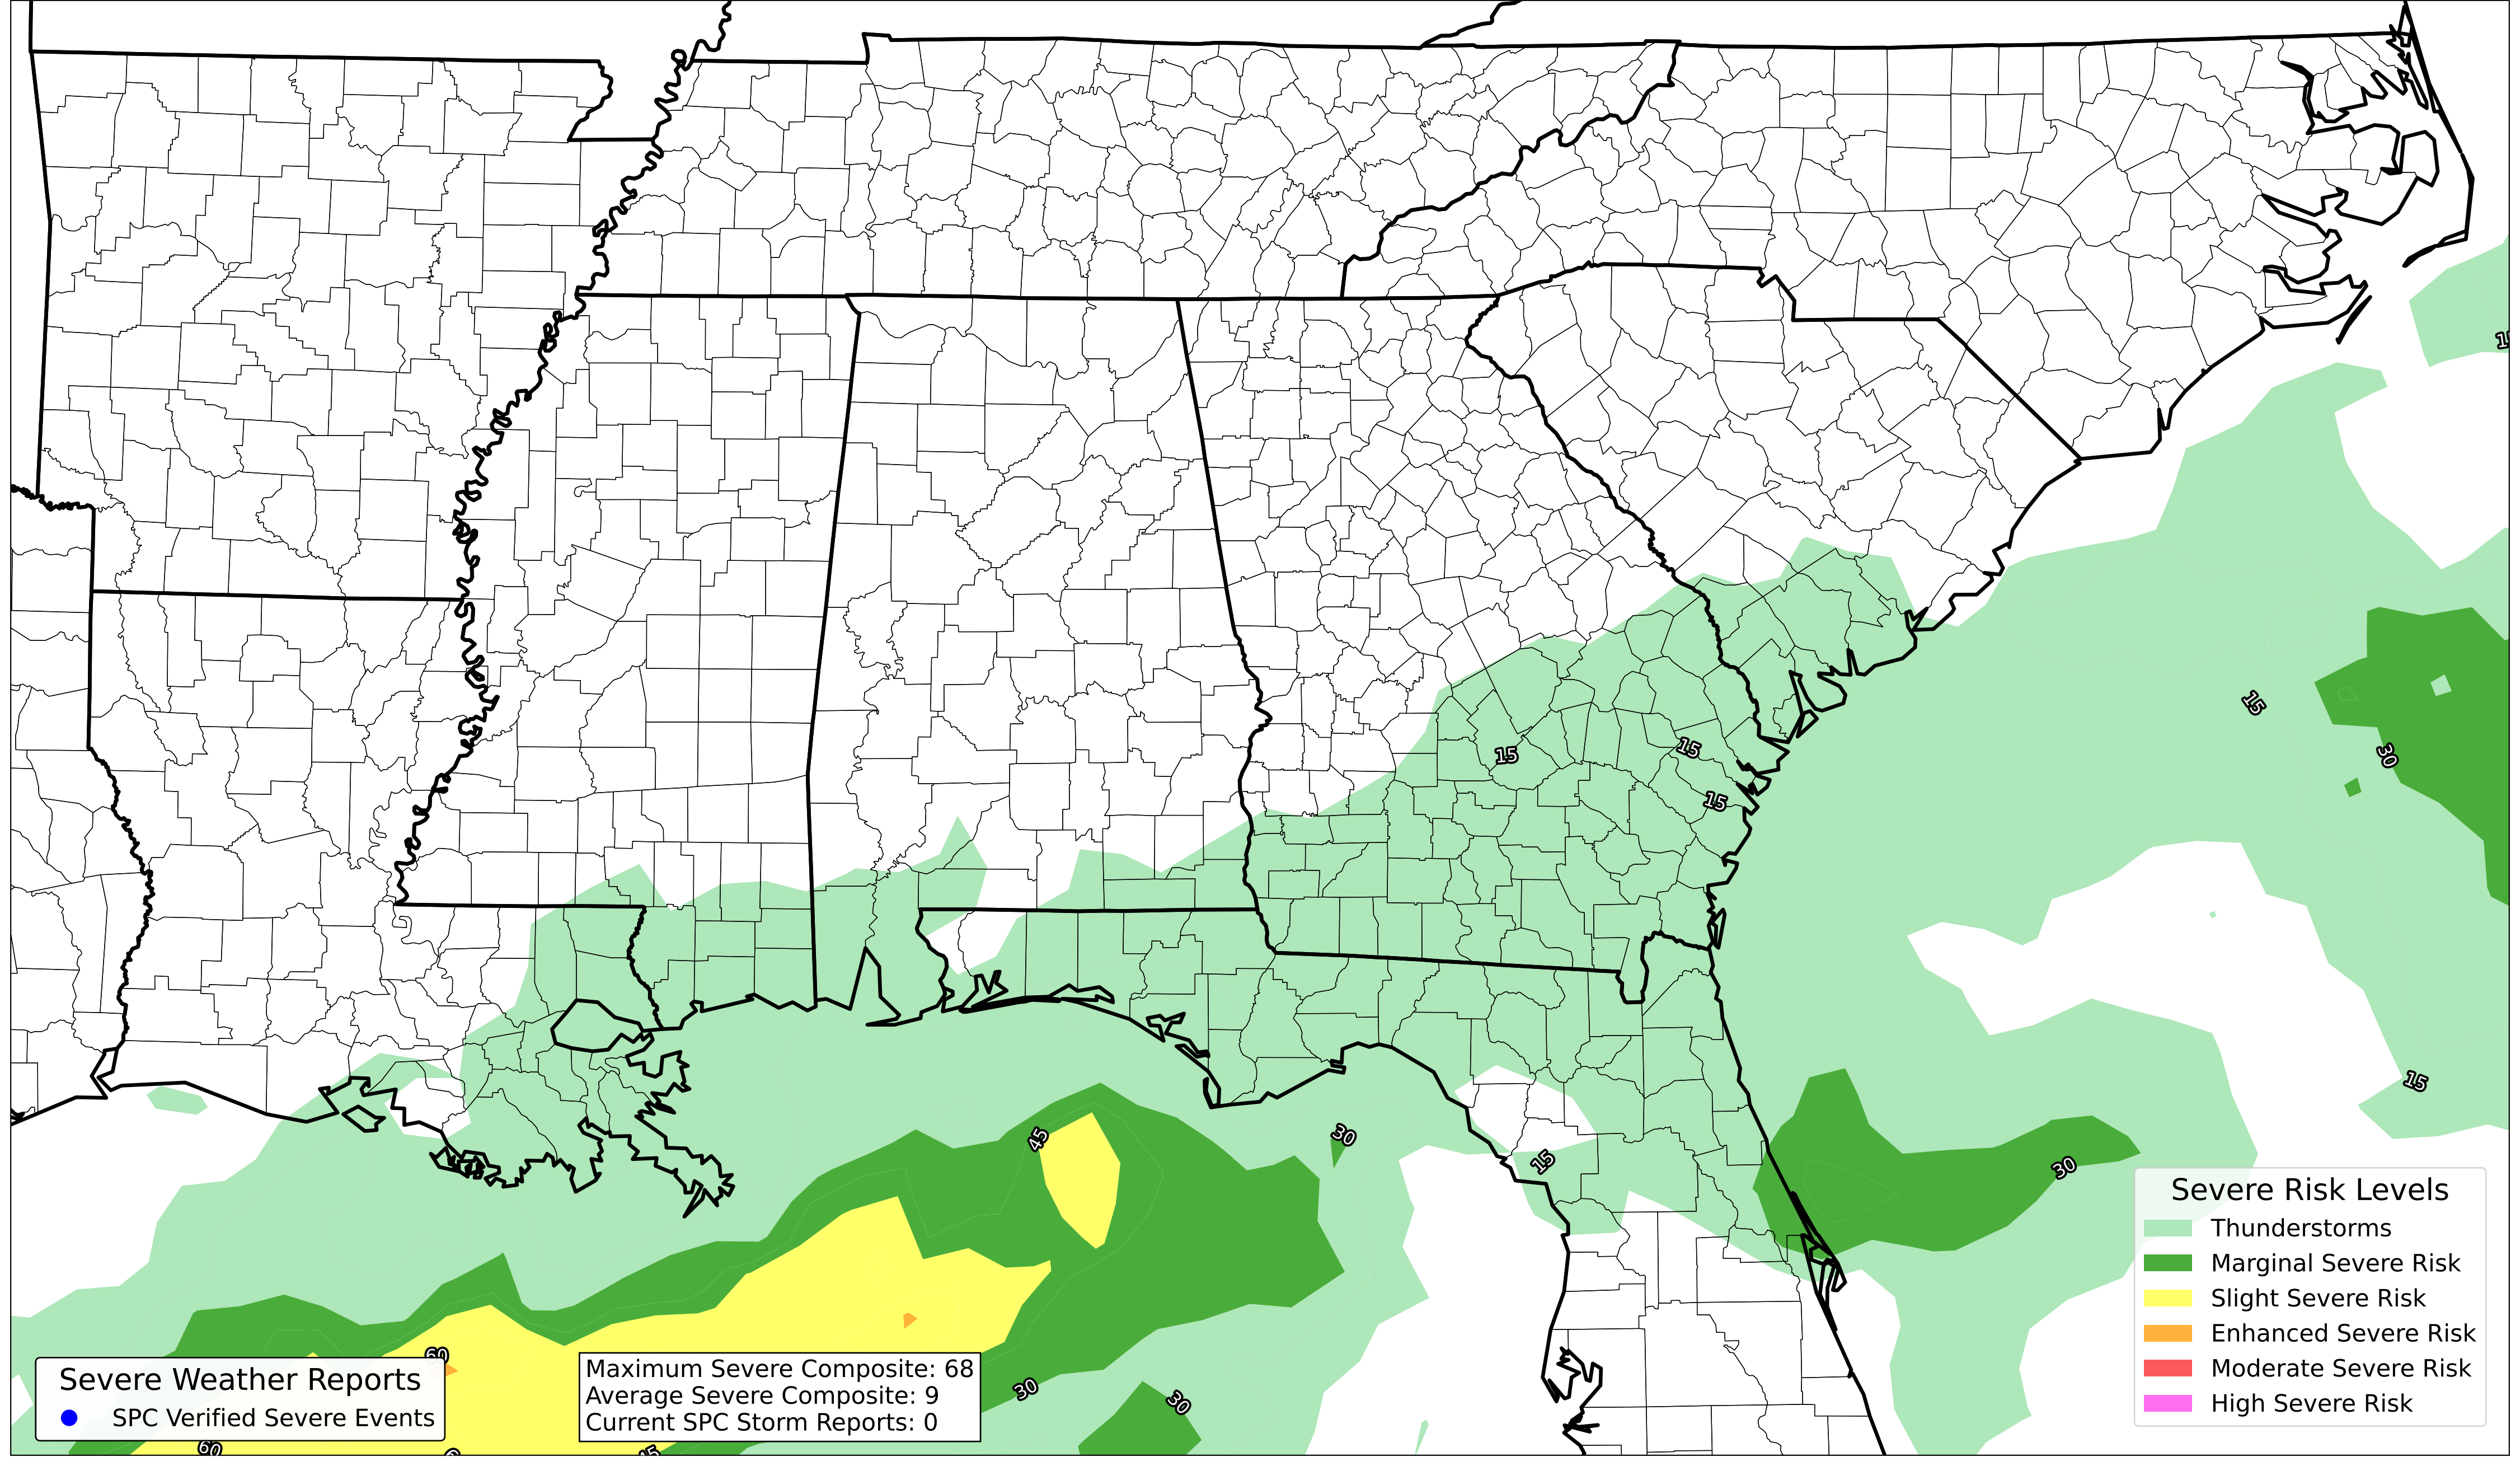 1
15
30
15
15
15
15
45
30
15
30
30
60
30
60
Severe Risk Levels
Thunderstorms
Marginal Severe Risk
Slight Severe Risk
Enhanced Severe Risk
Moderate Severe Risk
High Severe Risk
Severe Weather Reports
SPC Verified Severe Events
Maximum Severe Composite: 68
Average Severe Composite: 9
Current SPC Storm Reports: 0